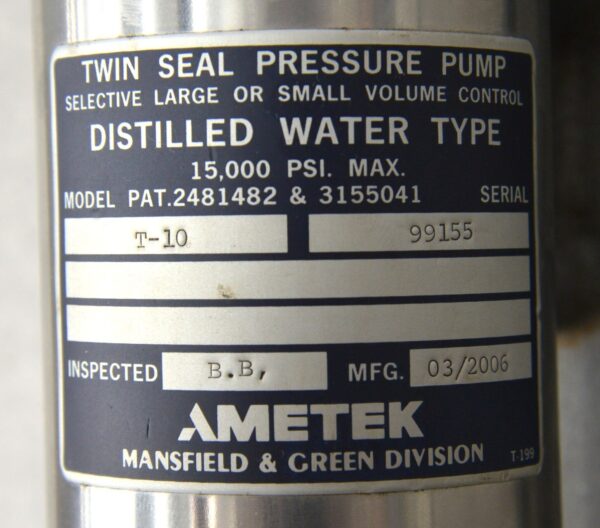 TWIN SEAL PRESSURE PUMP
SELECTIVE LARGE OR SMALL VOLUME CONTROL
DISTILLED WATER TYPE
15,000 PSI. MAX.
MODEL PAT.2481482 & 3155041 SERIAL
T-10 99155
INSPECTED B.B, MFG. 03/2006
AMETEK
MANSFIELD & GREEN DIVISION T-199